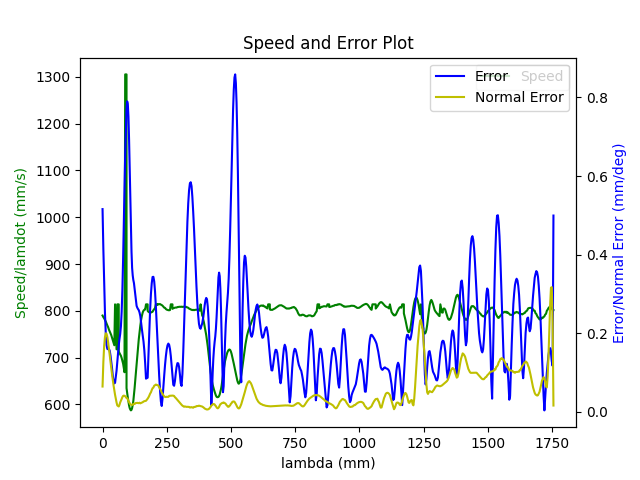 Speed and Error Plot
Speed
Error
Normal Error
1300
1200
1100
1000
900
800
700
600
0.8
0.6
0.4
0.2
0.0
0 250 500 750 1000 1250 1500 1750
lambda (mm)
Speed/lamdot (mm/s)
Error/Normal Error (mm/deg)